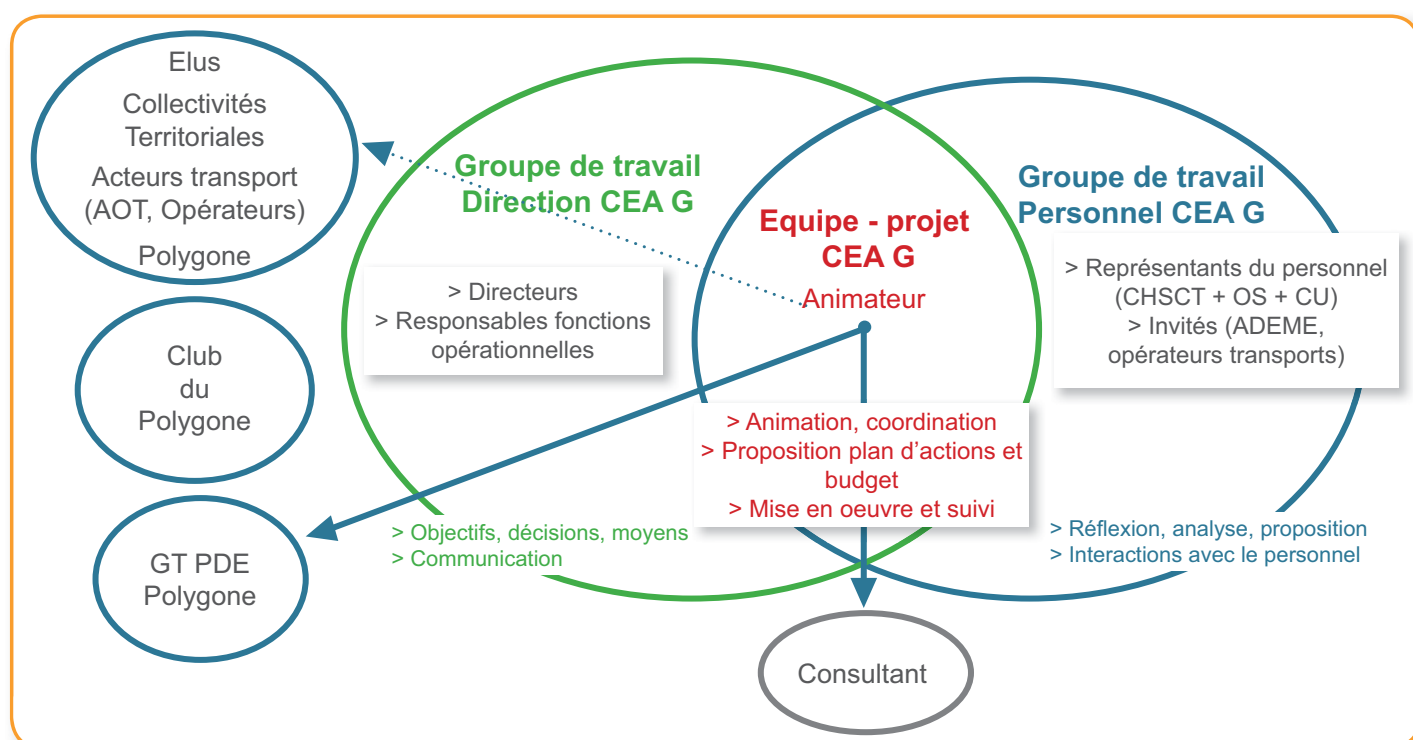 Elus
Collectivités
Territoriales
Acteurs transport
(AOT, Opérateurs)
Polygone
Club
du
Polygone
GT PDE
Polygone
Groupe de travail
Direction CEA G
> Directeurs
> Responsables fonctions
opérationnelles
> Objectifs, décisions, moyens
> Communication
Equipe - projet
CEA G
Animateur
> Animation, coordination
> Proposition plan d’actions et
budget
> Mise en oeuvre et suivi
Groupe de travail
Personnel CEA G
> Représentants du personnel
(CHSCT + OS + CU)
> Invités (ADEME,
opérateurs transports)
> Réflexion, analyse, proposition
> Interactions avec le personnel
Consultant